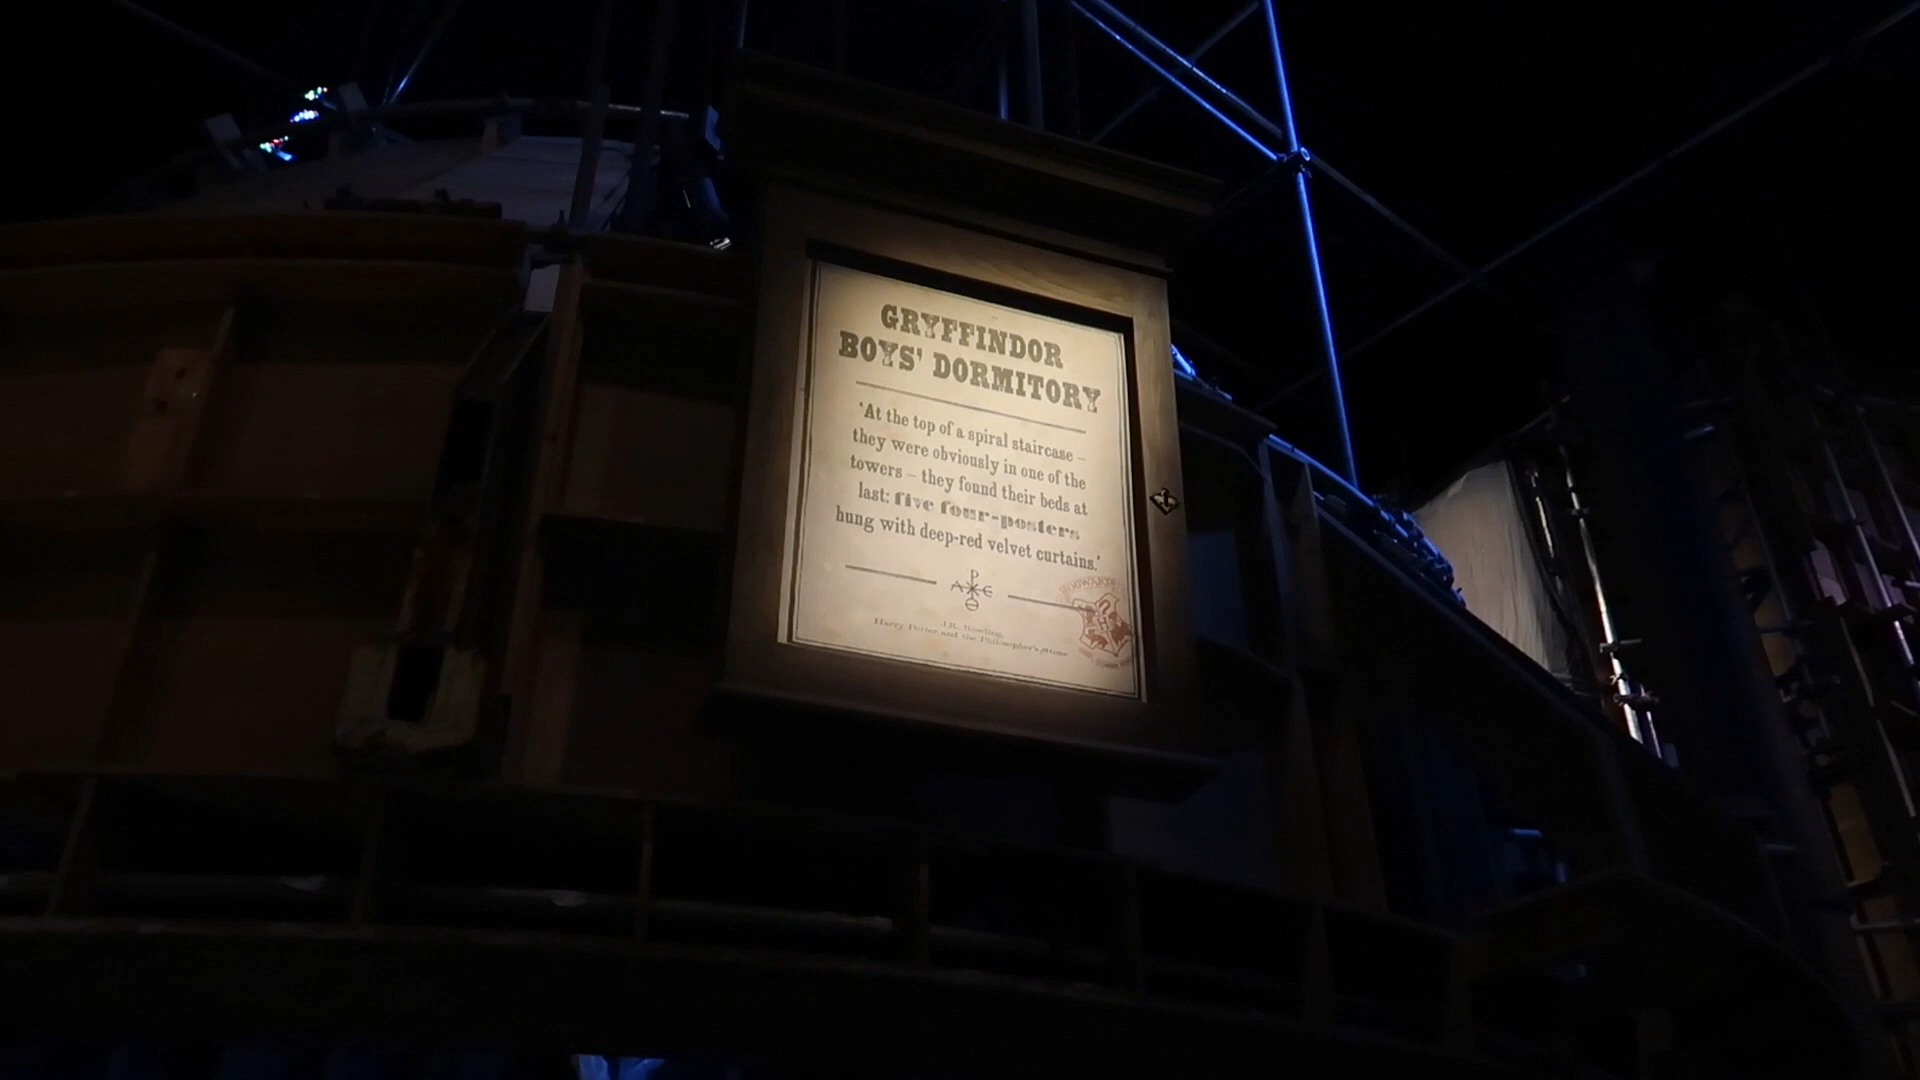 GRYFFINDOR
BOYS' DORMITORY
'At the top of a spiral staircase –
they were obviously in one of the
towers – they found their beds at
last: five four-posters
hung with deep-red velvet curtains.'
J.K. Rowling,
Harry Potter and the Philosopher's Stone
HOGWARTS